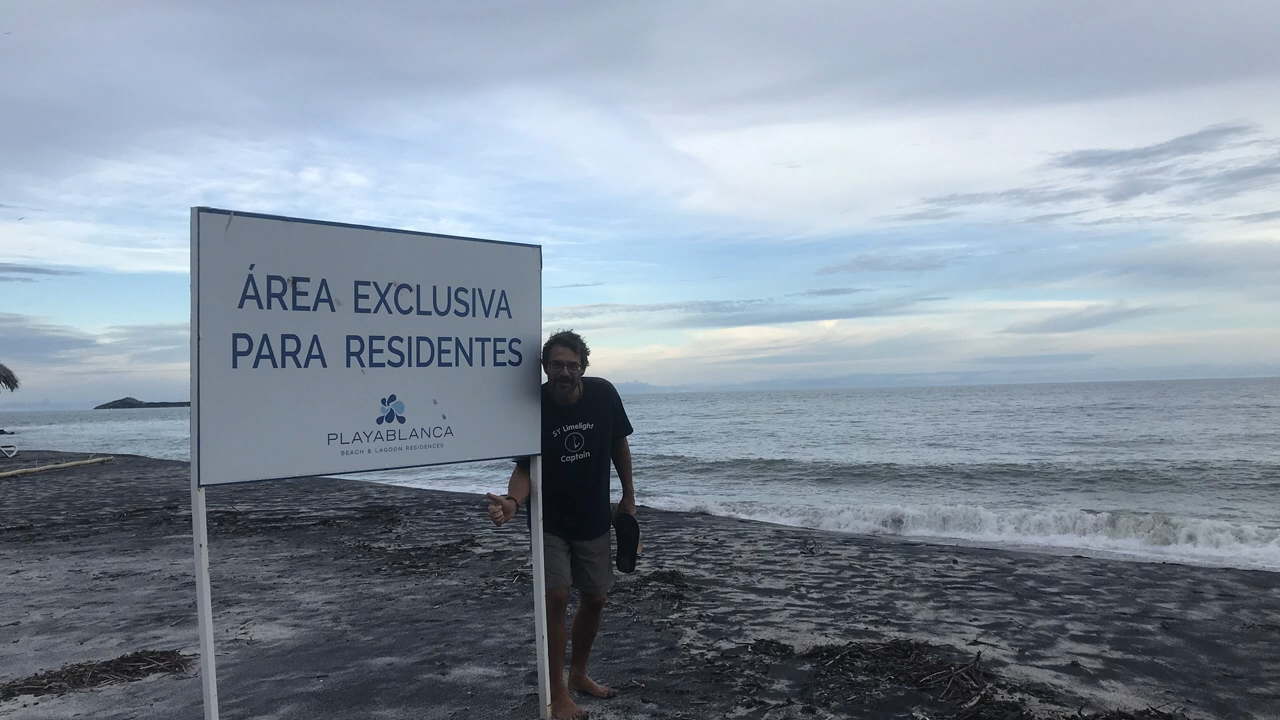 ÁREA EXCLUSIVA
PARA RESIDENTES
PLAYABLANCA
BEACH & LAGOON RESIDENCES
SY Limelight
Captain